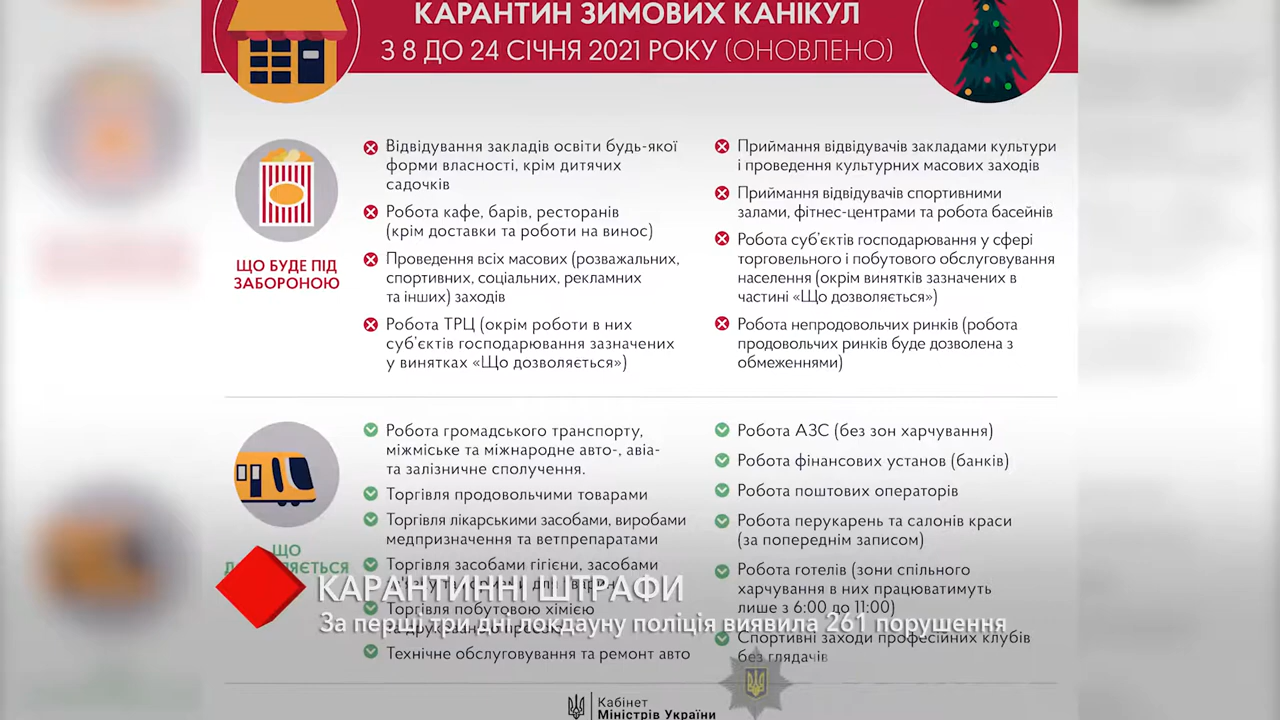 КАРАНТИН ЗИМОВИХ КАНІКУЛ
З 8 ДО 24 СІЧНЯ 2021 РОКУ (ОНОВЛЕНО)
ЩО БУДЕ ПІД
ЗАБОРОНОЮ
Відвідування закладів освіти будь-якої
форми власності, крім дитячих
садочків
Робота кафе, барів, ресторанів
(крім доставки та роботи на винос)
Проведення всіх масових (розважальних,
спортивних, соціальних, рекламних
та інших) заходів
Робота ТРЦ (окрім роботи в них
суб’єктів господарювання зазначених
у винятках «Що дозволяється»)
Приймання відвідувачів закладами культури
і проведення культурних масових заходів
Приймання відвідувачів спортивними
залами, фітнес-центрами та робота басейнів
Робота суб’єктів господарювання у сфері
торговельного і побутового обслуговування
населення (окрім винятків зазначених в
частині «Що дозволяється»)
Робота непродовольчих ринків (робота
продовольчих ринків буде дозволена з
обмеженнями)
ЩО
Робота громадського транспорту,
міжміське та міжнародне авто-, авіа-
та залізничне сполучення.
Торгівля продовольчими товарами
Торгівля лікарськими засобами, виробами
медпризначення та ветпрепаратами
Торгівля засобами гігієни, засобами
Торгівля побутовою хімією
Технічне обслуговування та ремонт авто
Робота АЗС (без зон харчування)
Робота фінансових установ (банків)
Робота поштових операторів
Робота перукарень та салонів краси
(за попереднім записом)
Робота готелів (зони спільного
харчування в них працюватимуть
лише з 6:00 до 11:00)
Спортивні заходи професійних клубів
без глядачів
КАРАНТИННІ ШТРАФИ
За перші три дні локдауну поліція виявила 261 порушення
Кабінет
Міністрів України